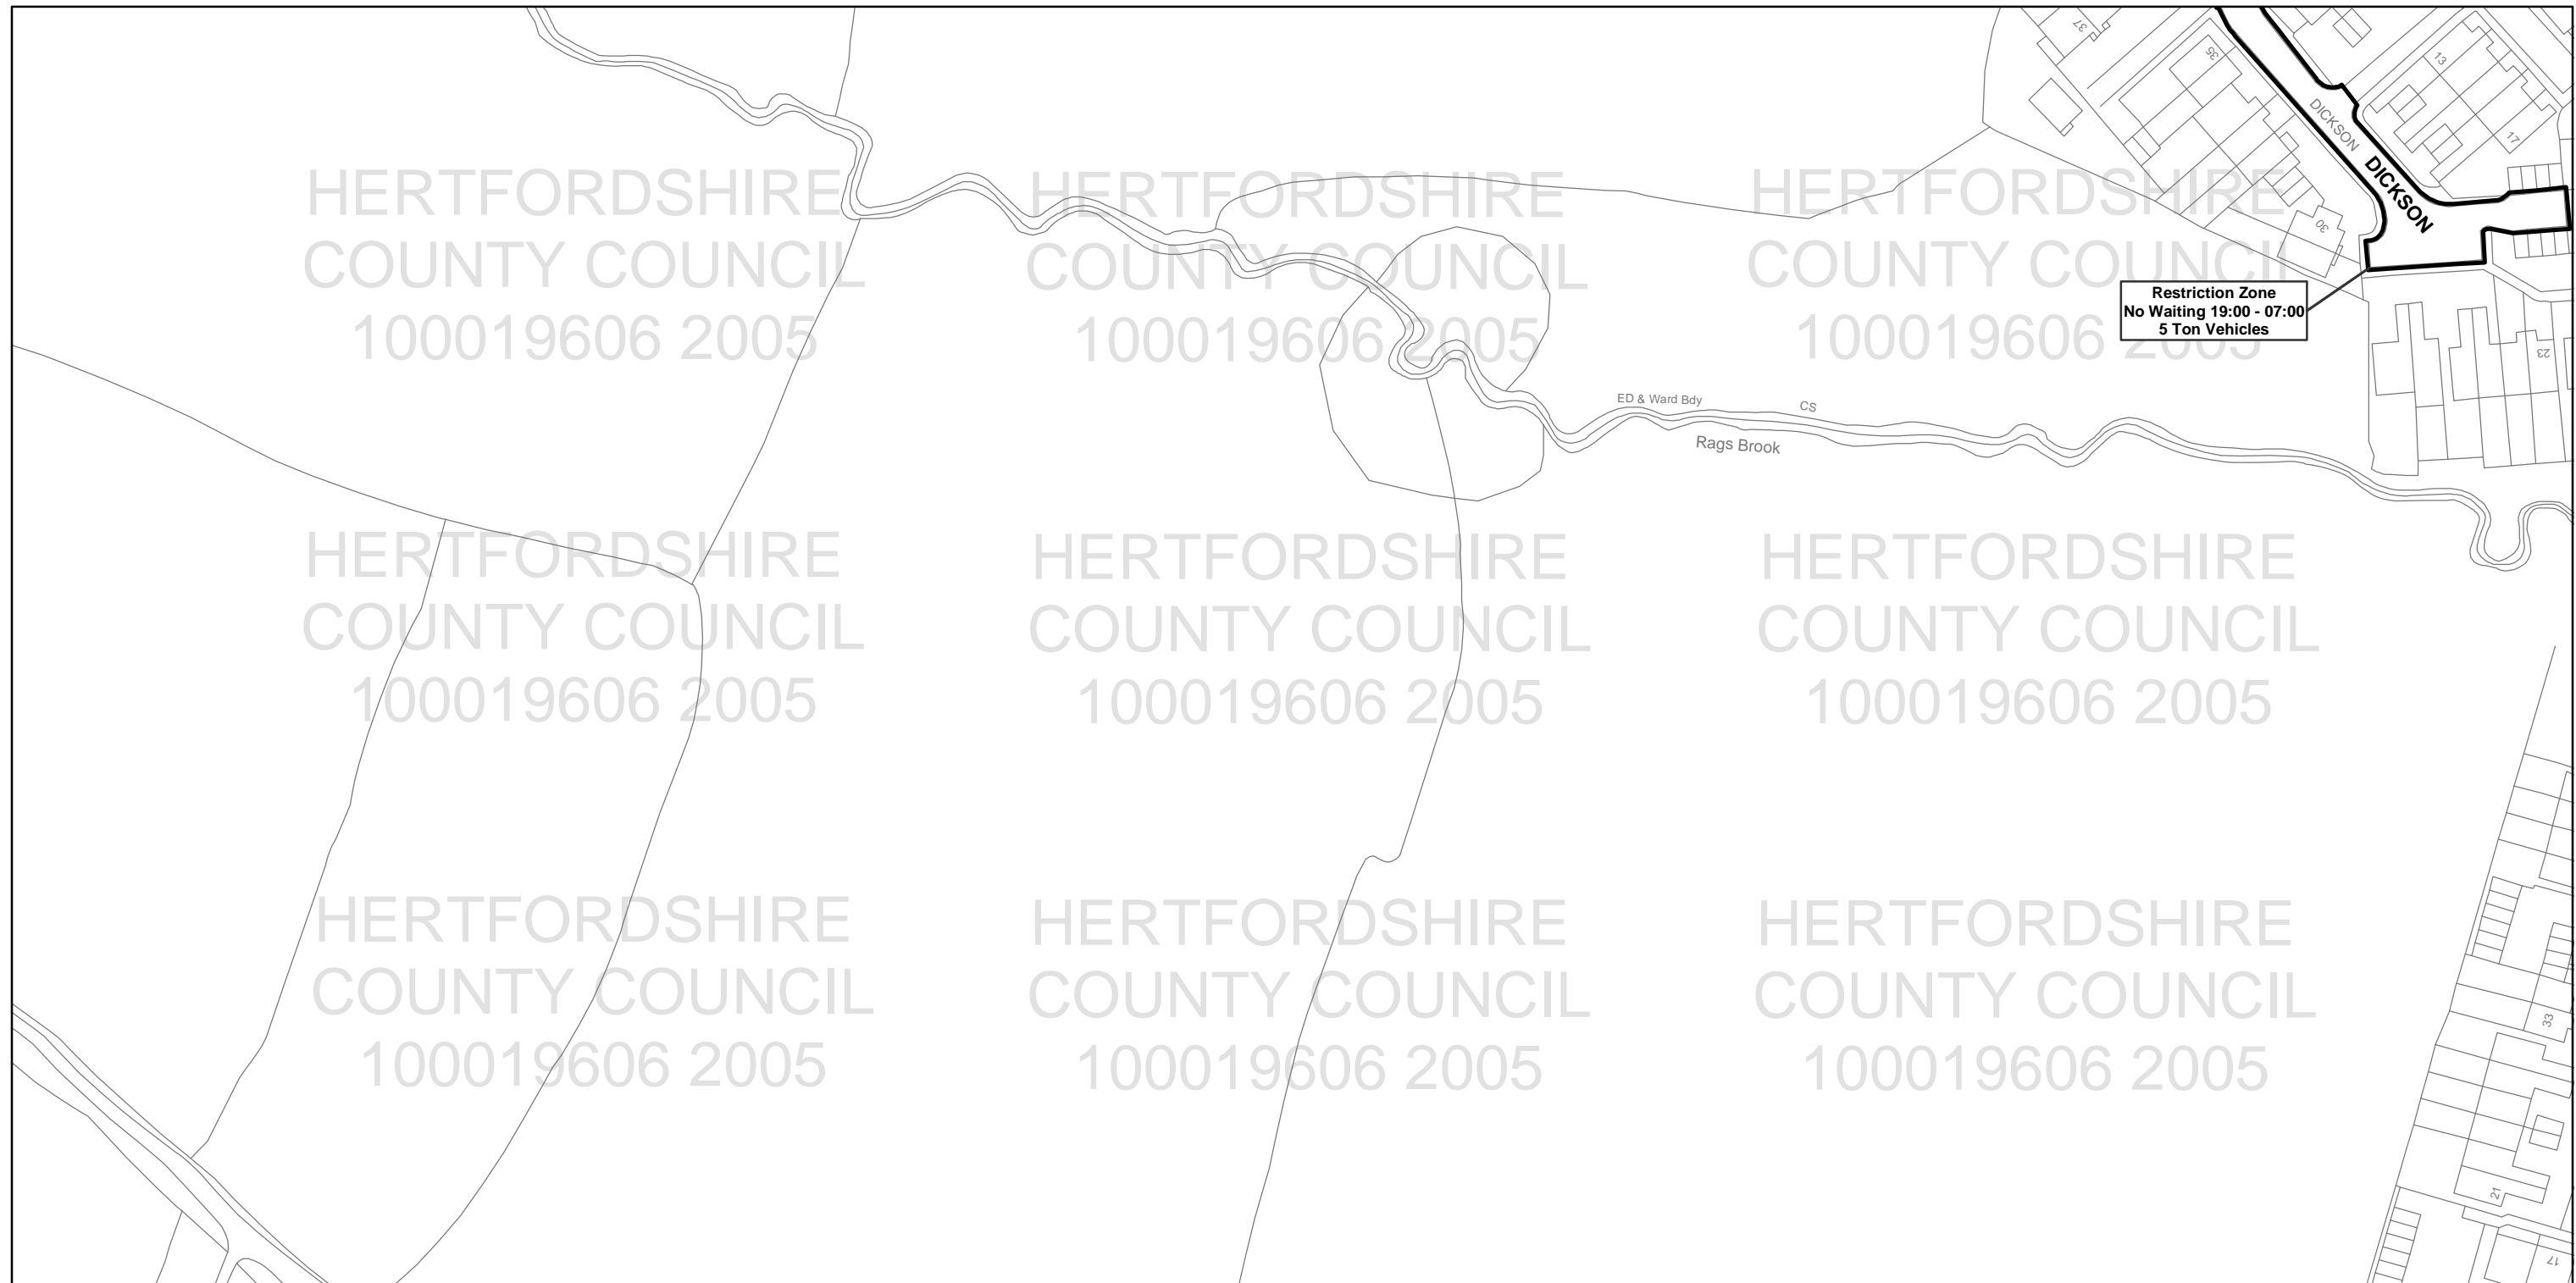 37
35
13
17
DICKSON
DICKSON
30
HERTFORDSHIRE
COUNTY COUNCIL
100019606 2005
HERTFORDSHIRE
COUNTY COUNCIL
100019606 2005
HERTFORDSHIRE
COUNTY COUNCIL
100019606 2005
Restriction Zone
No Waiting 19:00 - 07:00
5 Ton Vehicles
23
ED & Ward Bdy
CS
Rags Brook
HERTFORDSHIRE
COUNTY COUNCIL
100019606 2005
HERTFORDSHIRE
COUNTY COUNCIL
100019606 2005
HERTFORDSHIRE
COUNTY COUNCIL
100019606 2005
HERTFORDSHIRE
COUNTY COUNCIL
100019606 2005
HERTFORDSHIRE
COUNTY COUNCIL
100019606 2005
HERTFORDSHIRE
COUNTY COUNCIL
100019606 2005
33
21
17